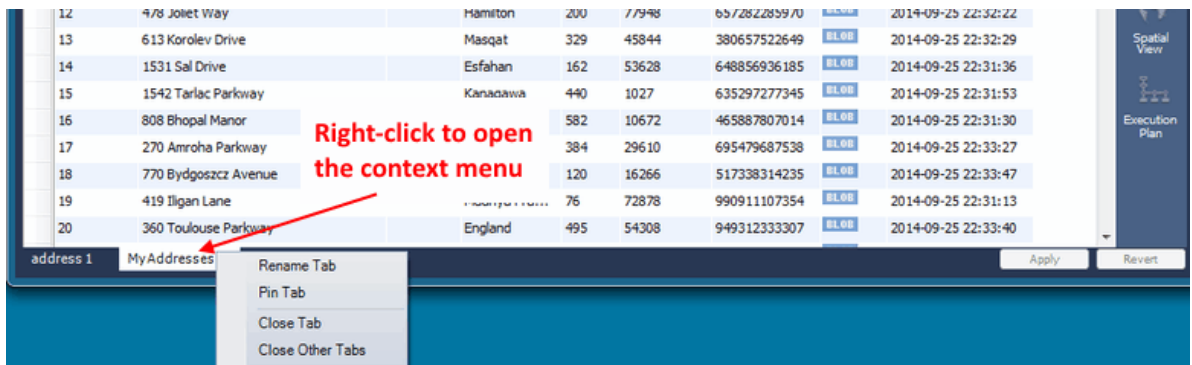 12 478 Joliet Way Hamilton 200 77948 657282285970 BLOB 2014-09-25 22:32:22
13 613 Korolev Drive Masqat 329 45844 380657522649 BLOB 2014-09-25 22:32:29
Spatial
View
14 1531 Sal Drive Esfahan 162 53628 648856936185 BLOB 2014-09-25 22:31:36
15 1542 Tarlac Parkway Kanagawa 440 1027 635297277345 BLOB 2014-09-25 22:31:53
16 808 Bhopal Manor 582 10672 465887807014 BLOB 2014-09-25 22:31:30
Execution
Plan
Right-click to open
17 270 Amroha Parkway 384 29610 695479687538 BLOB 2014-09-25 22:33:27
the context menu
18 770 Bydgoszcz Avenue 120 16266 517338314235 BLOB 2014-09-25 22:33:47
19 419 Iligan Lane 76 72878 990911107354 BLOB 2014-09-25 22:31:13
20 360 Toulouse Parkway England 495 54308 949312333307 BLOB 2014-09-25 22:33:40
address 1 MyAddresses Apply Revert
Rename Tab
Pin Tab
Close Tab
Close Other Tabs